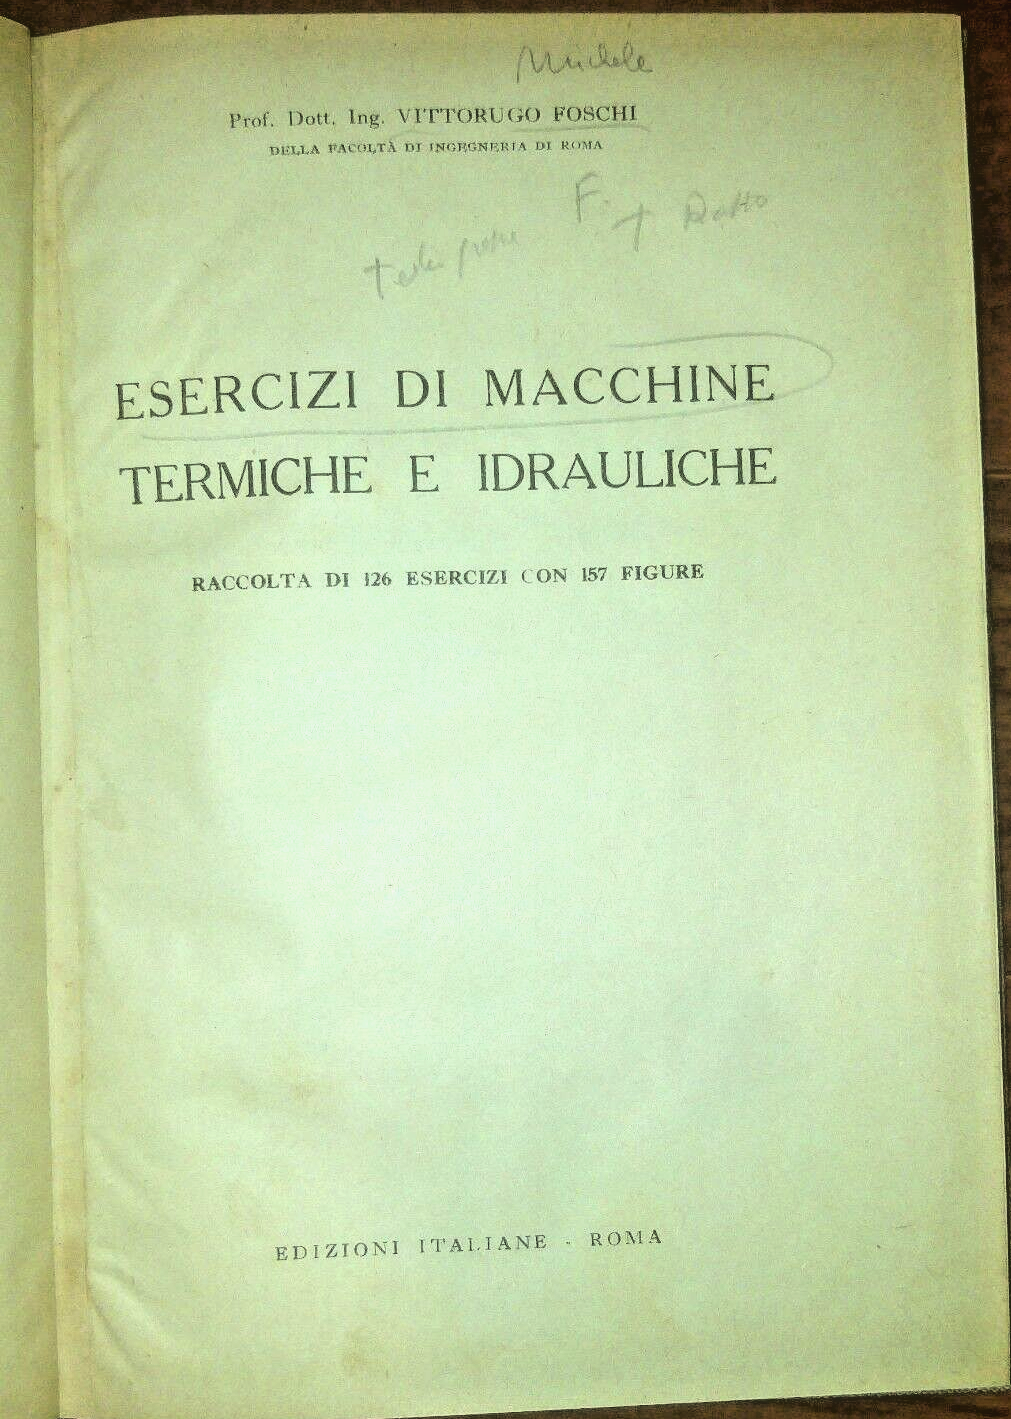 Michele
Prof. Dott. Ing. VITTORUGO FOSCHI
DELLA FACOLTÀ DI INGEGNERIA DI ROMA
F.
ESERCIZI DI MACCHINE
TERMICHE E IDRAULICHE
RACCOLTA DI 126 ESERCIZI CON 157 FIGURE
EDIZIONI ITALIANE - ROMA